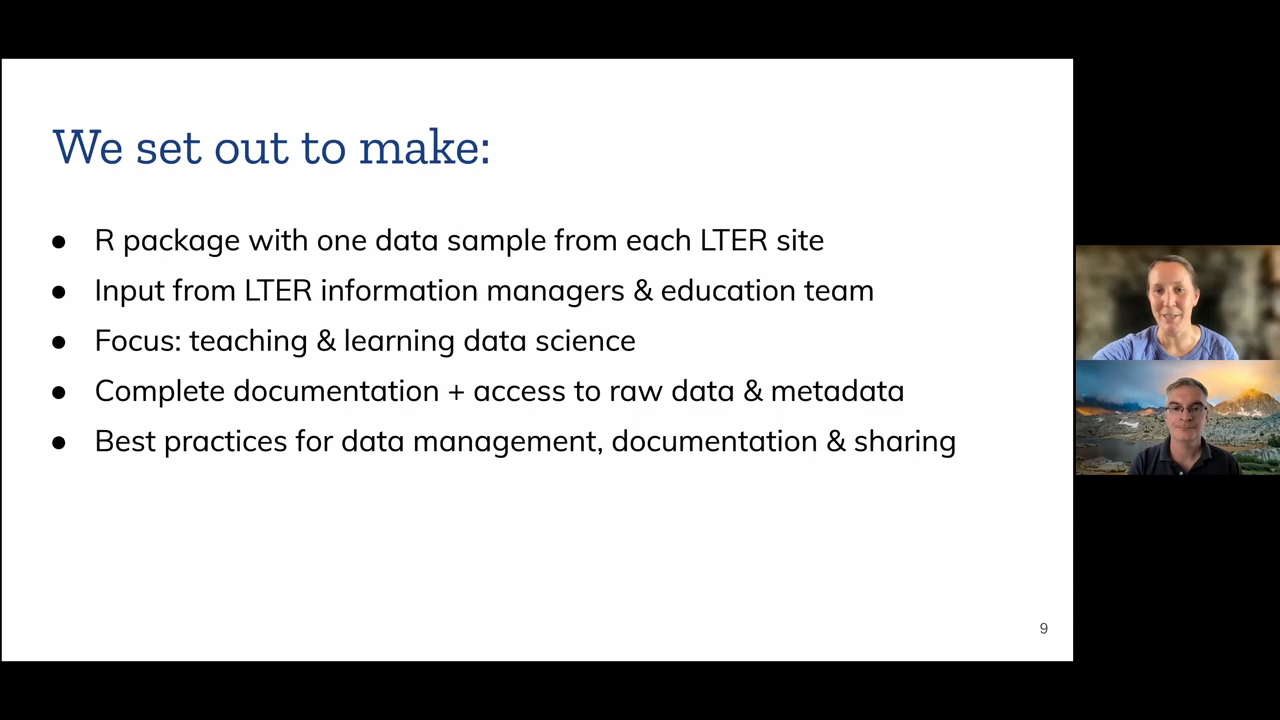 We set out to make:
● R package with one data sample from each LTER site
● Input from LTER information managers & education team
● Focus: teaching & learning data science
● Complete documentation + access to raw data & metadata
● Best practices for data management, documentation & sharing
9